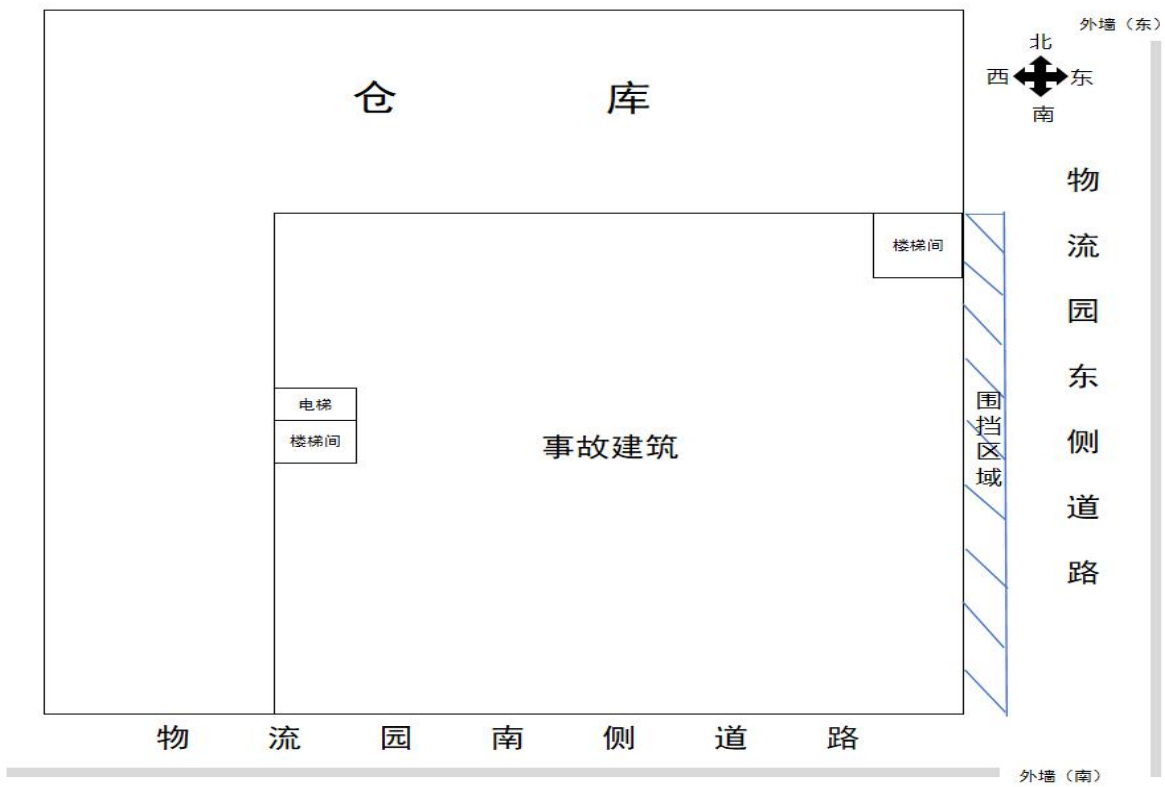 外墙（东）
北
西 东
南
仓 库
物流园东侧道路
楼梯间
围挡区域
电梯
楼梯间
事故建筑
物流园南侧道路
外墙（南）